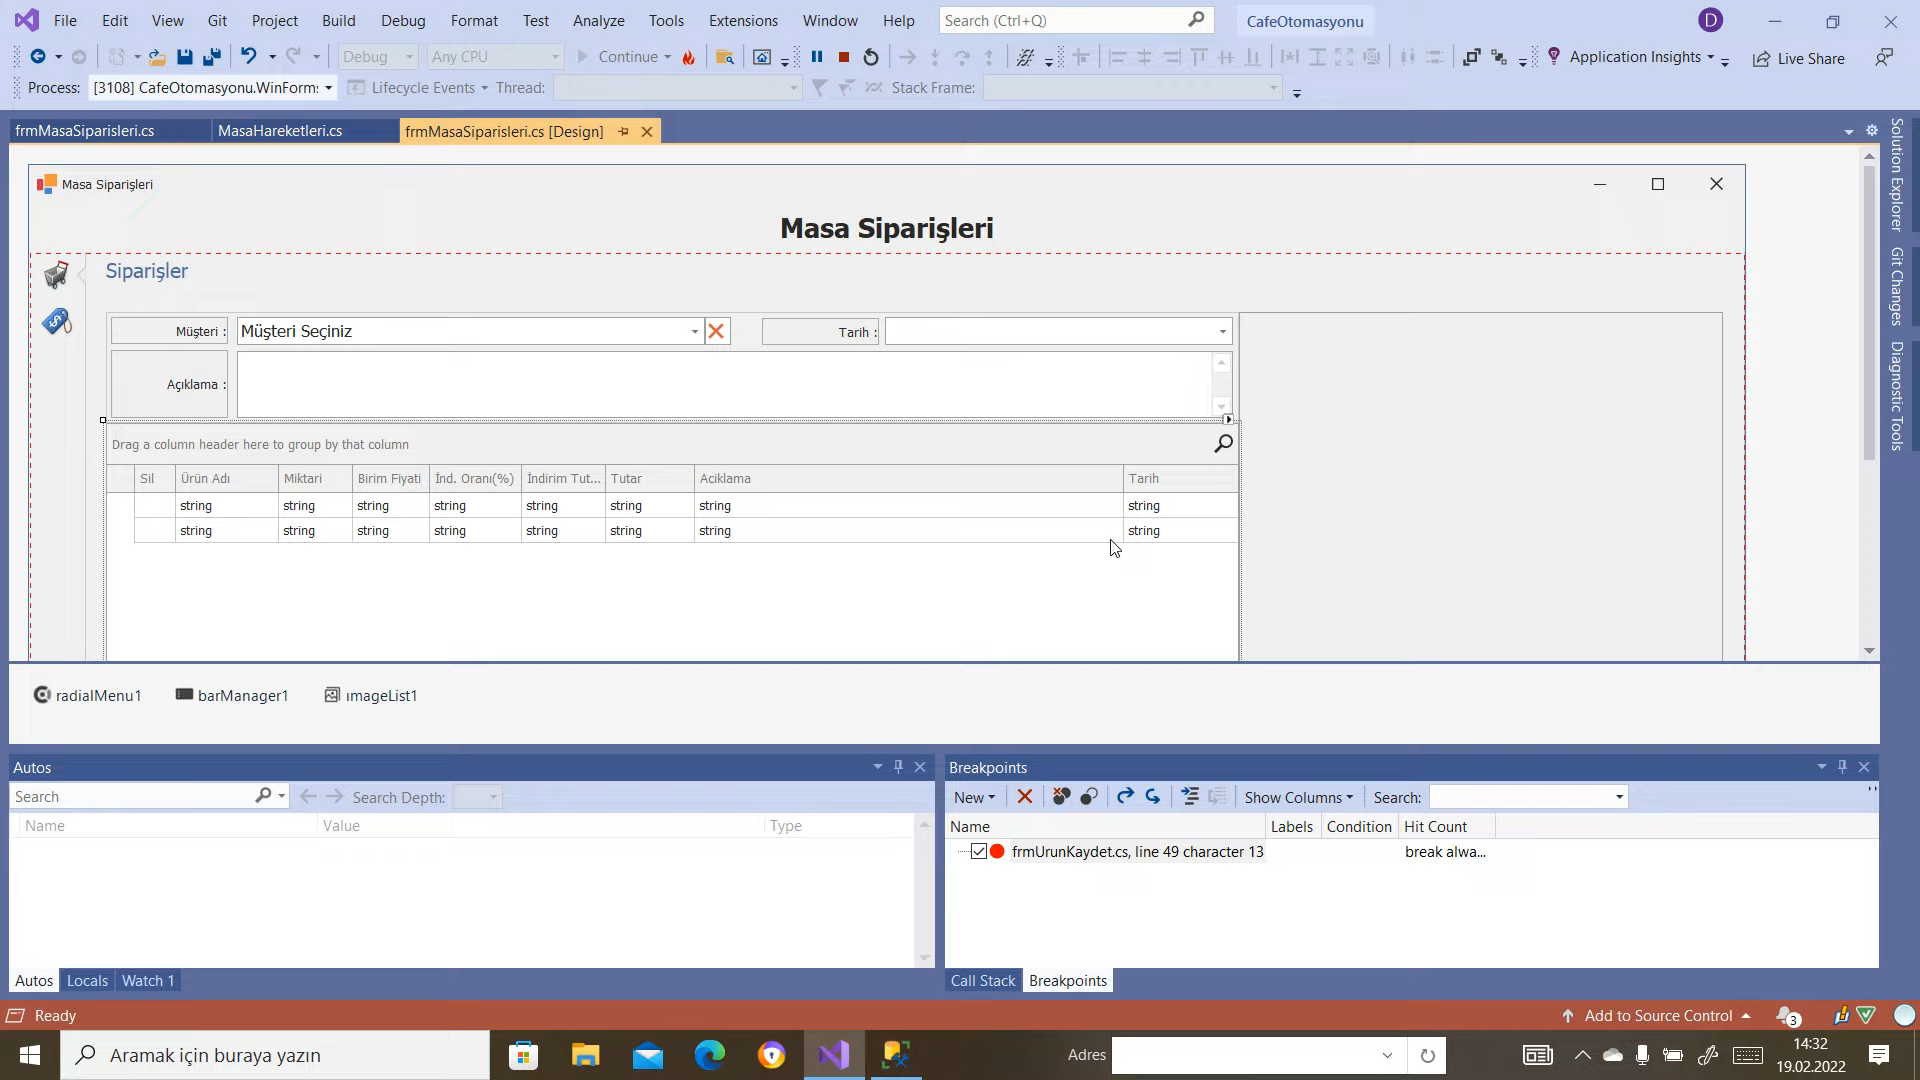 File Edit View Git Project Build Debug Format Test Analyze Tools Extensions Window Help Search (Ctrl+Q) CafeOtomasyonu D
Debug Any CPU Continue Application Insights Live Share
Process: [3108] CafeOtomasyonu.WinForms Lifecycle Events Thread: Stack Frame:
frmMasaSiparisleri.cs MasaHareketleri.cs frmMasaSiparisleri.cs [Design]
Solution Explorer
Git Changes
Diagnostic Tools
Masa Siparişleri
Masa Siparişleri
Siparişler
Müşteri : Müşteri Seçiniz Tarih :
Açıklama :
Drag a column header here to group by that column
Sil Ürün Adı Miktari Birim Fiyati İnd. Oranı(%) İndirim Tut... Tutar Aciklama Tarih
string string string string string string string string
string string string string string string string string
radialMenu1 barManager1 ımageList1
Autos
Search Search Depth:
Name Value Type
Autos Locals Watch 1
Breakpoints
New Show Columns Search:
Name Labels Condition Hit Count
frmUrunKaydet.cs, line 49 character 13 break alwa...
Call Stack Breakpoints
Ready Add to Source Control 3
Aramak için buraya yazın Adres 14:32
19.02.2022